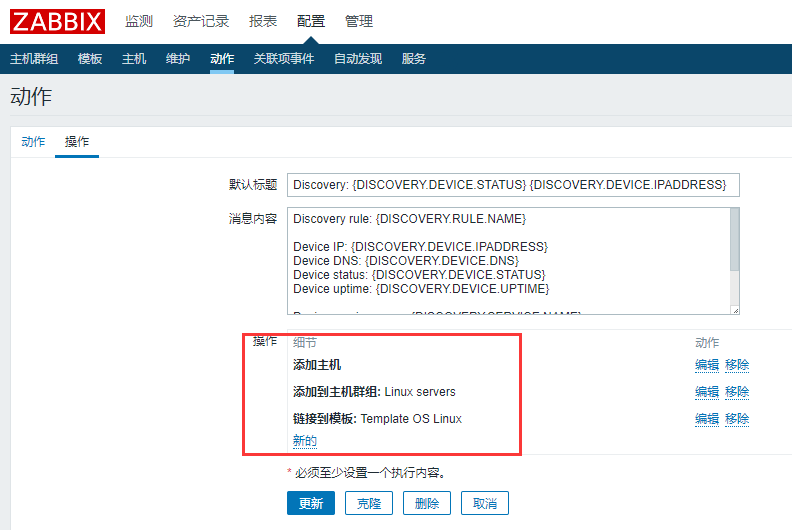 ZABBIX 监测 资产记录 报表 配置 管理
主机群组 模板 主机 维护 动作 关联项事件 自动发现 服务
动作
动作 操作
默认标题 Discovery: {DISCOVERY.DEVICE.STATUS} {DISCOVERY.DEVICE.IPADDRESS}
消息内容 Discovery rule: {DISCOVERY.RULE.NAME}
Device IP: {DISCOVERY.DEVICE.IPADDRESS}
Device DNS: {DISCOVERY.DEVICE.DNS}
Device status: {DISCOVERY.DEVICE.STATUS}
Device uptime: {DISCOVERY.DEVICE.UPTIME}
操作 细节 动作
添加主机 编辑 移除
添加到主机群组: Linux servers 编辑 移除
链接到模板: Template OS Linux 编辑 移除
新的
* 必须至少设置一个执行内容。
更新 克隆 删除 取消